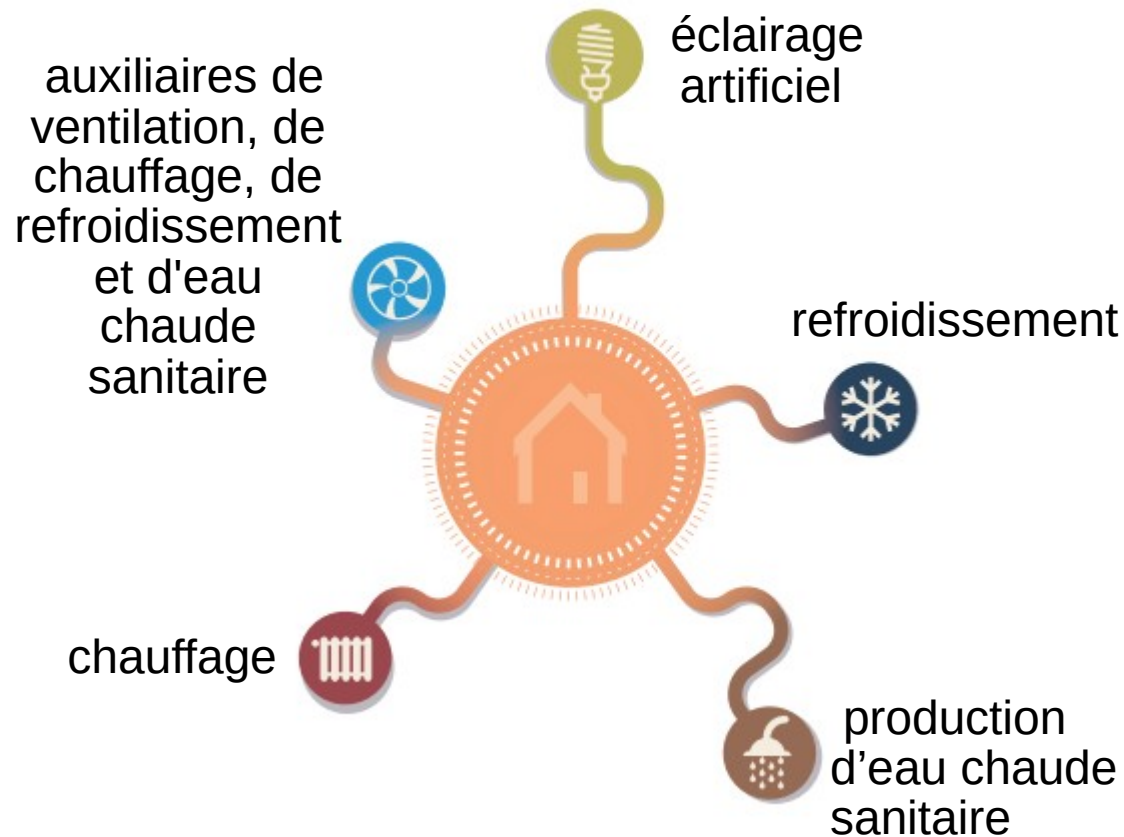 éclairage
artificiel
auxiliaires de
ventilation, de
chauffage, de
refroidissement
et d'eau
chaude
sanitaire
refroidissement
chauffage
production
d’eau chaude
sanitaire